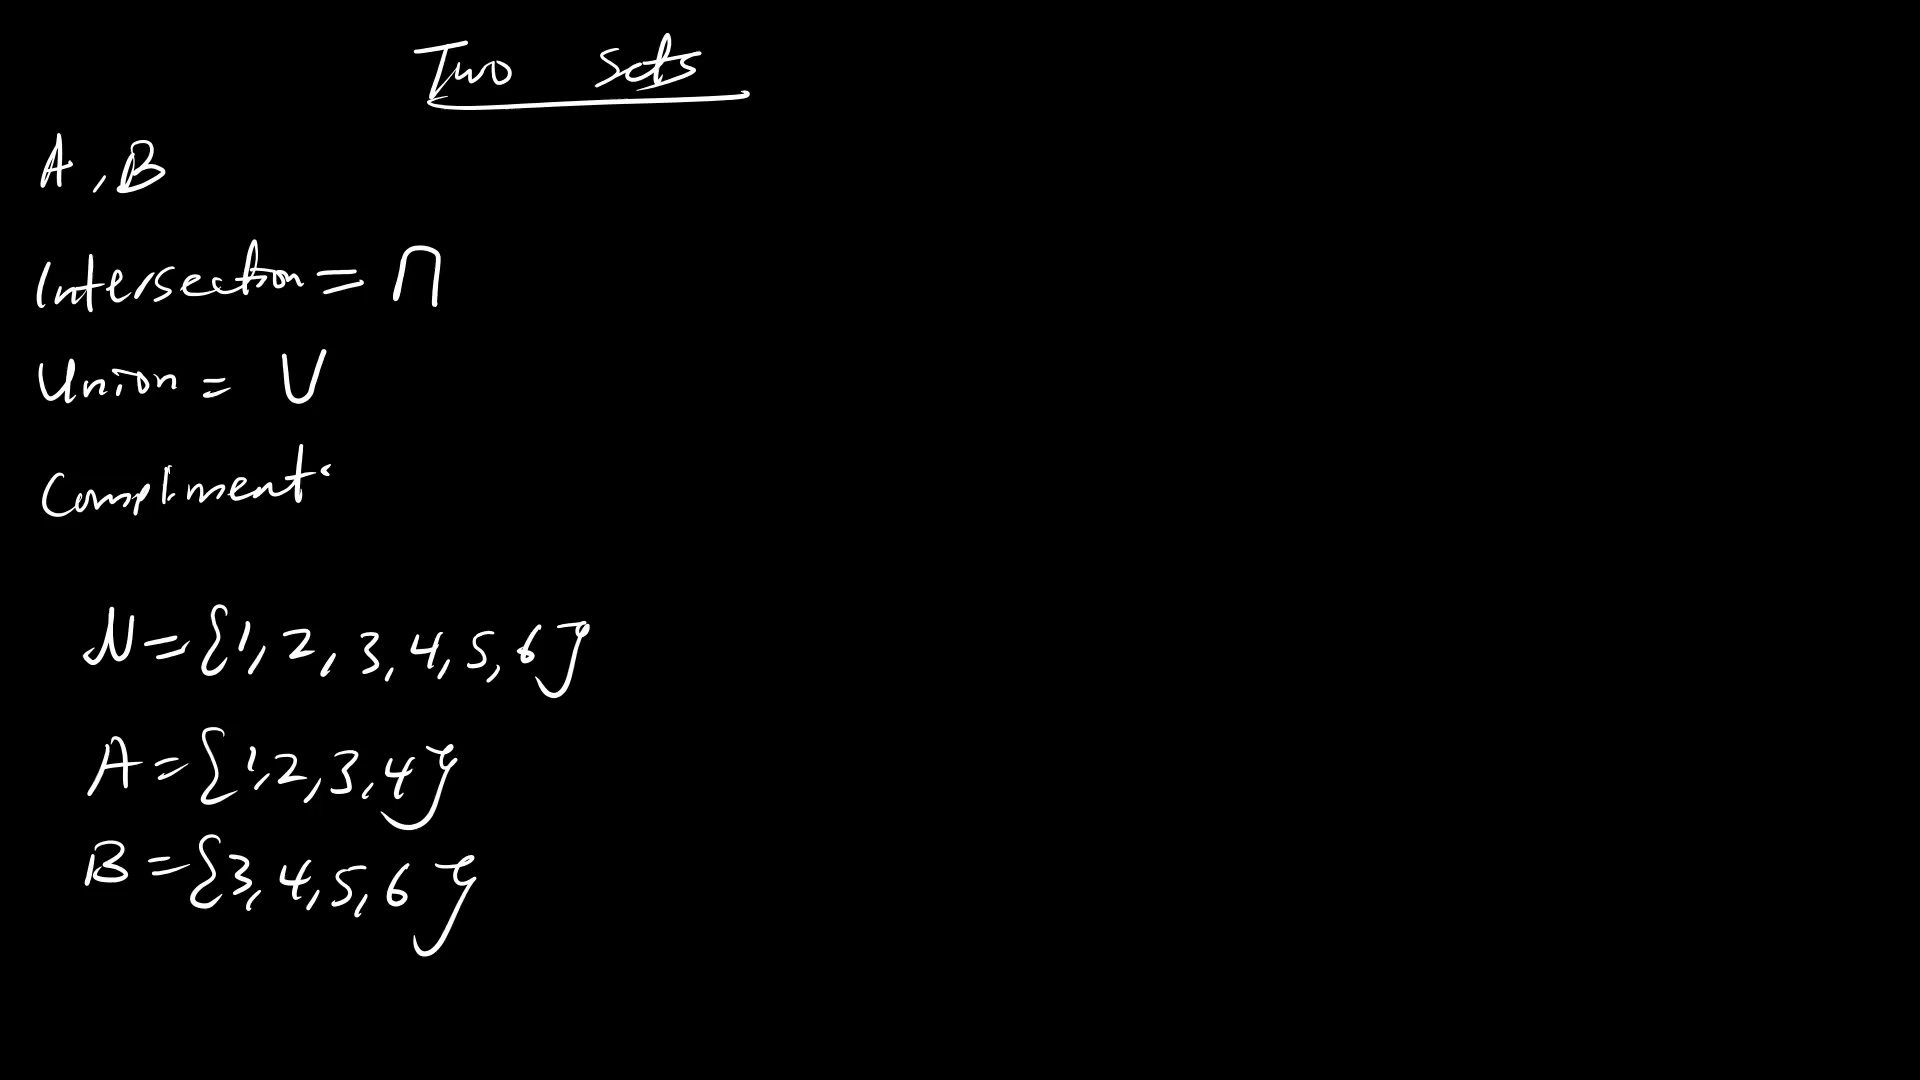 Two Sets
A, B
Intersection = ∩
Union = ∪
Compliment '
N = {1, 2, 3, 4, 5, 6}
A = {1, 2, 3, 4}
B = {3, 4, 5, 6}